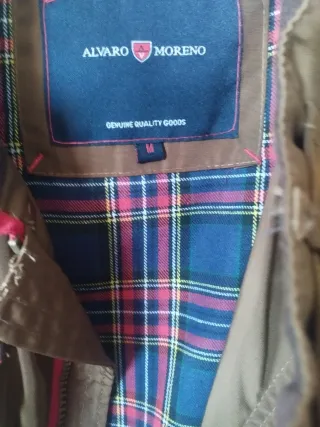 ALVARO MORENO
GENUINE QUALITY GOODS
M